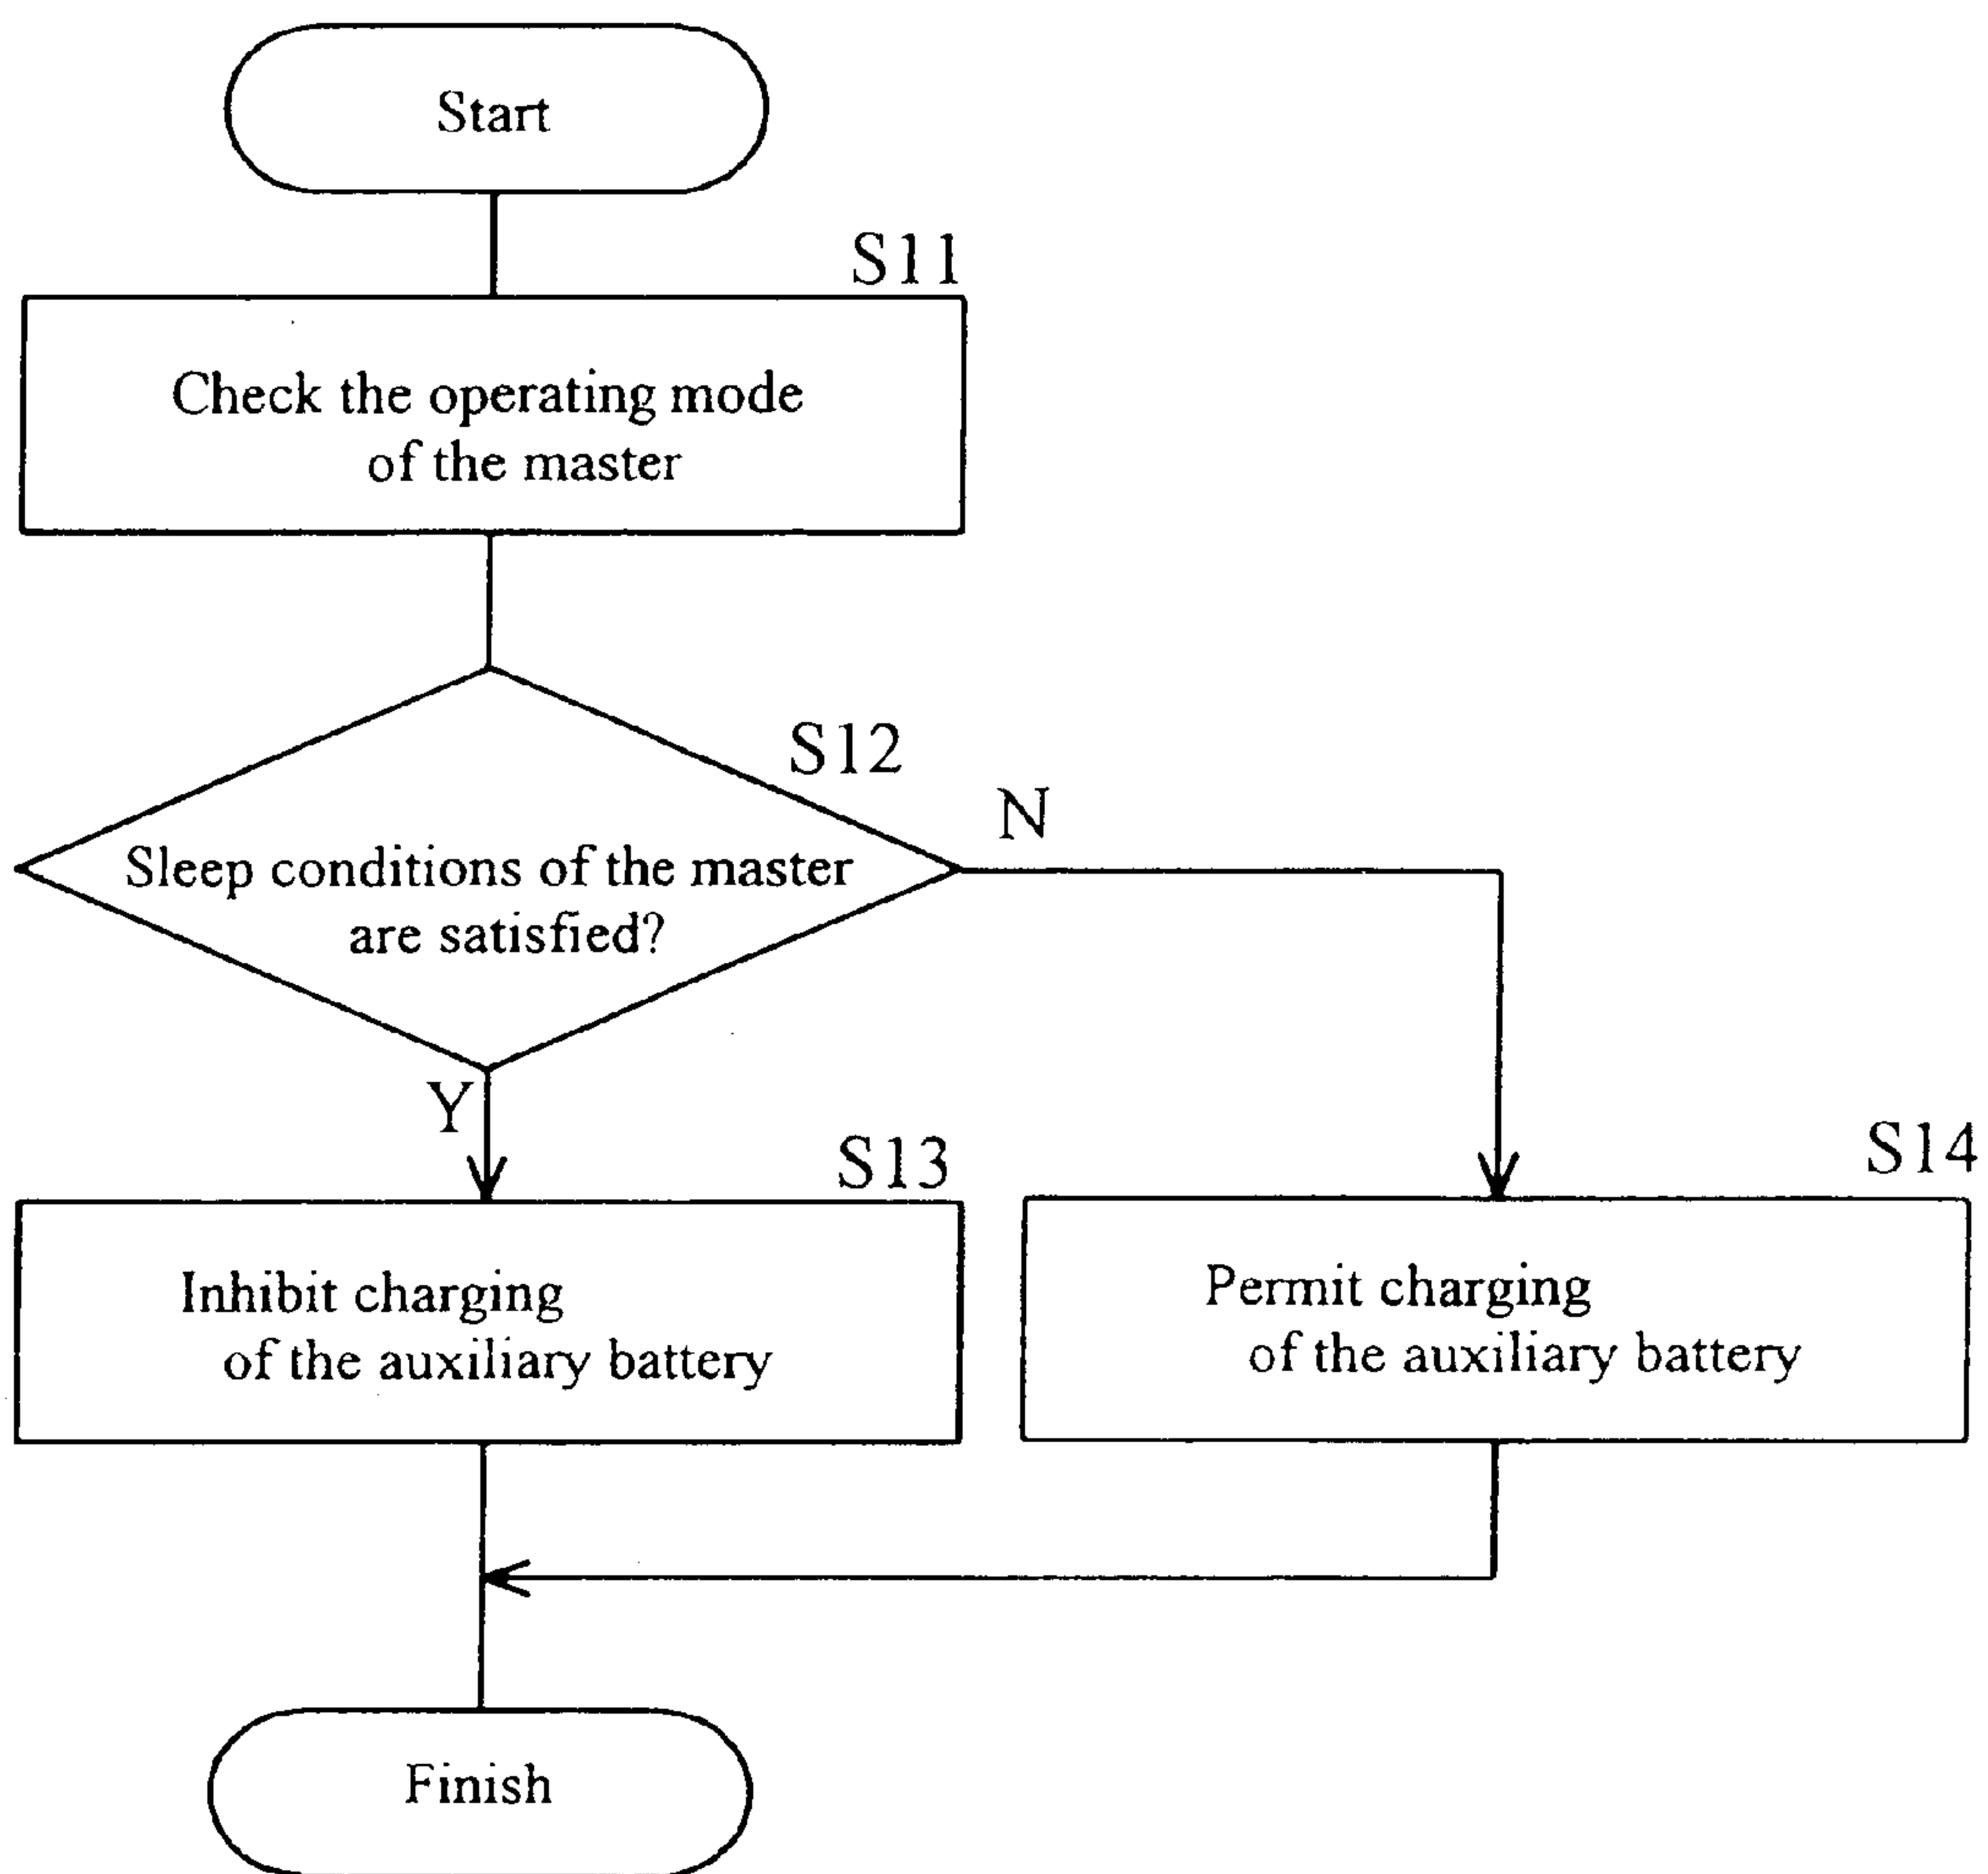 Start
S11
Check the operating mode
of the master
S12
N
Sleep conditions of the master
are satisfied?
Y
S13
S14
Inhibit charging
of the auxiliary battery
Permit charging
of the auxiliary battery
Finish